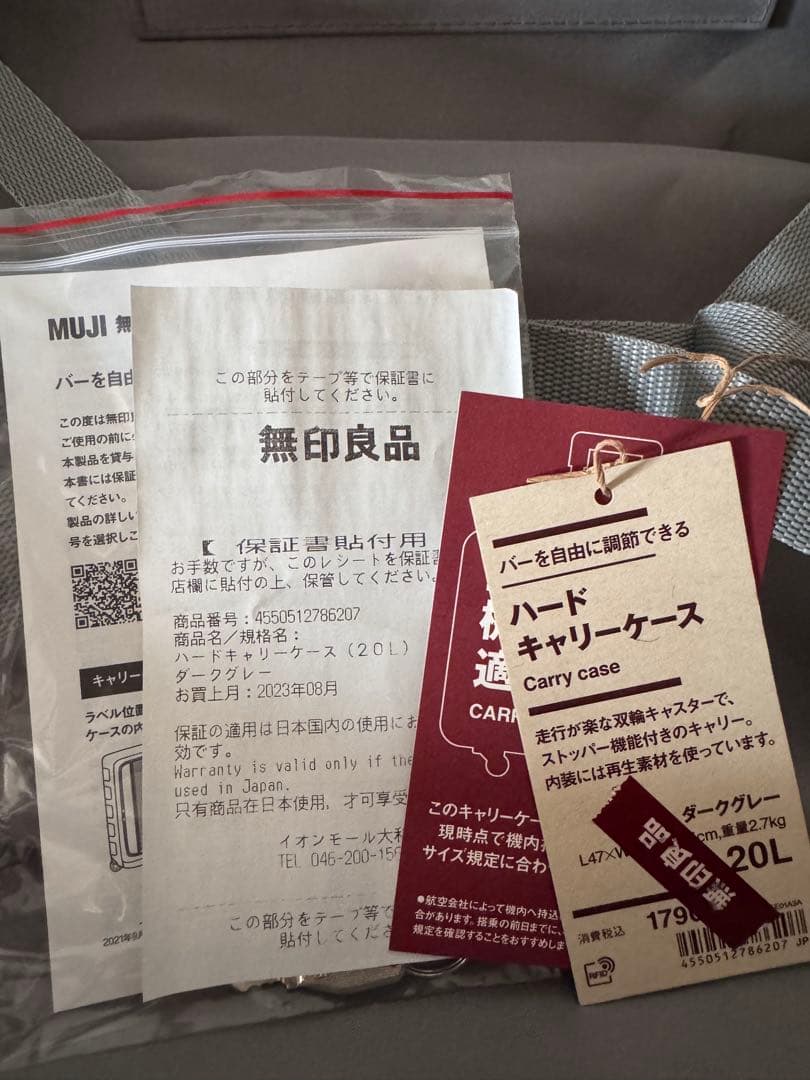 MUJI 無
バーを自由
この度は無印
ご使用の前に
本製品を貸与
本書には保証
てください。
製品の詳しい
号を選択しこ
キャリー
ラベル位置
ケースの内
2021年9月
この部分をテープ等で保証書に
貼付してください。
無印良品
【 保証書貼付用
お手数ですが、このレシートを保証書
店欄に貼付の上、保管してください。
商品番号：4550512786207
商品名／規格名：
ハードキャリーケース（２０Ｌ）
ダークグレー
お買上月：2023年08月
保証の適用は日本国内の使用にお
効です。
Warranty is valid only if the
used in Japan.
只有商品在日本使用，才可享受
イオンモール大和
TEL 046-200-15
この部分をテープ等で
貼付してくださ
適
CARR
このキャリーケー
現時点で機内
サイズ規定に合わ
●航空会社によって機内へ持込
合があります。搭乗の前日までに、
規定を確認することをおすすめしま
バーを自由に調節できる
ハード
キャリーケース
Carry case
走行が楽な双輪キャスターで、
ストッパー機能付きのキャリー。
内装には再生素材を使っています。
ダークグレー
L47×W
cm,重量2.7kg
20L
無印良品
消費税込
179
RFID
4550512786207 JP